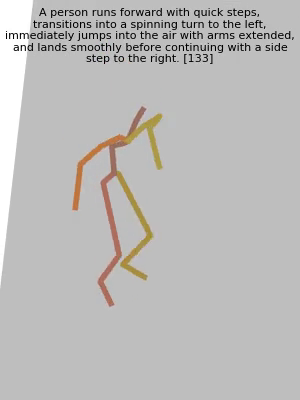 A person runs forward with quick steps,
transitions into a spinning turn to the left,
immediately jumps into the air with arms extended,
and lands smoothly before continuing with a side
step to the right. [133]